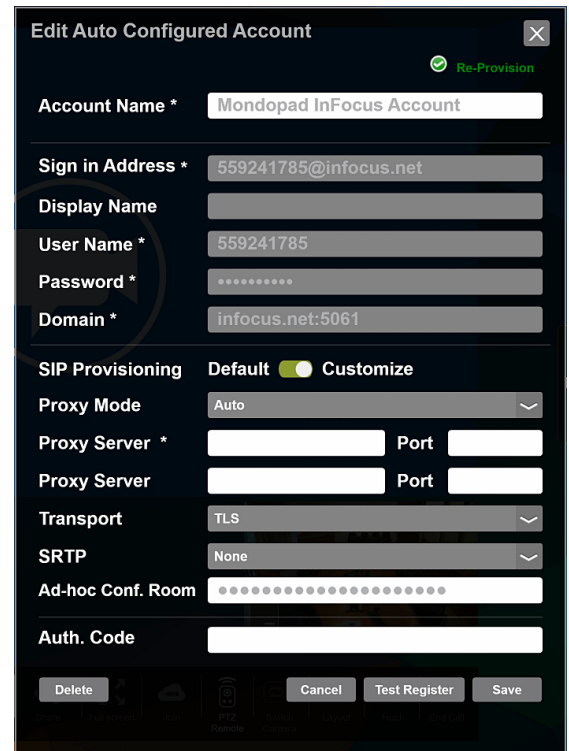 Edit Auto Configured Account
Re-Provision
Account Name * Mondopad InFocus Account
Sign in Address * 559241785@infocus.net
Display Name
User Name * 559241785
Password * ••••••••••
Domain * infocus.net:5061
SIP Provisioning Default Customize
Proxy Mode Auto
Proxy Server * Port
Proxy Server Port
Transport TLS
SRTP None
Ad-hoc Conf. Room •••••••••••••••••••••
Auth. Code
Delete Cancel Test Register Save
PTZ
Remote